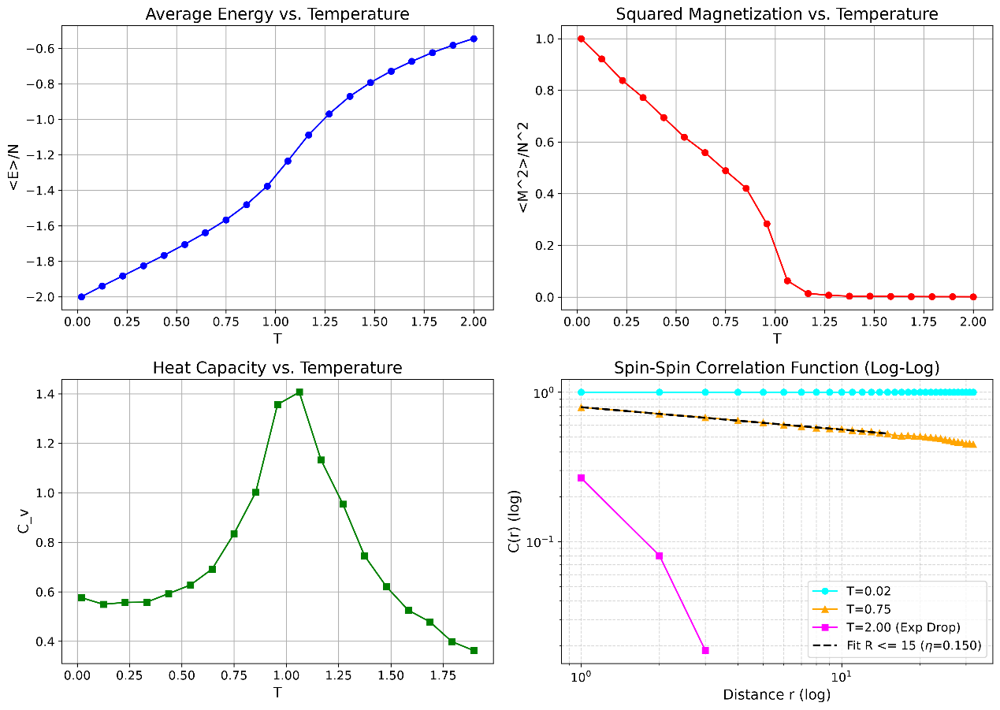 Average Energy vs. Temperature
<E>/N
−0.6
−0.8
−1.0
−1.2
−1.4
−1.6
−1.8
−2.0
0.00 0.25 0.50 0.75 1.00 1.25 1.50 1.75 2.00
T
Squared Magnetization vs. Temperature
<M^2>/N^2
1.0
0.8
0.6
0.4
0.2
0.0
0.00 0.25 0.50 0.75 1.00 1.25 1.50 1.75 2.00
T
Heat Capacity vs. Temperature
C_v
1.4
1.2
1.0
0.8
0.6
0.4
0.00 0.25 0.50 0.75 1.00 1.25 1.50 1.75
T
Spin-Spin Correlation Function (Log-Log)
C(r) (log)
10⁰
10⁻¹
T=0.02
T=0.75
T=2.00 (Exp Drop)
Fit R <= 15 (η=0.150)
10⁰ 10¹
Distance r (log)